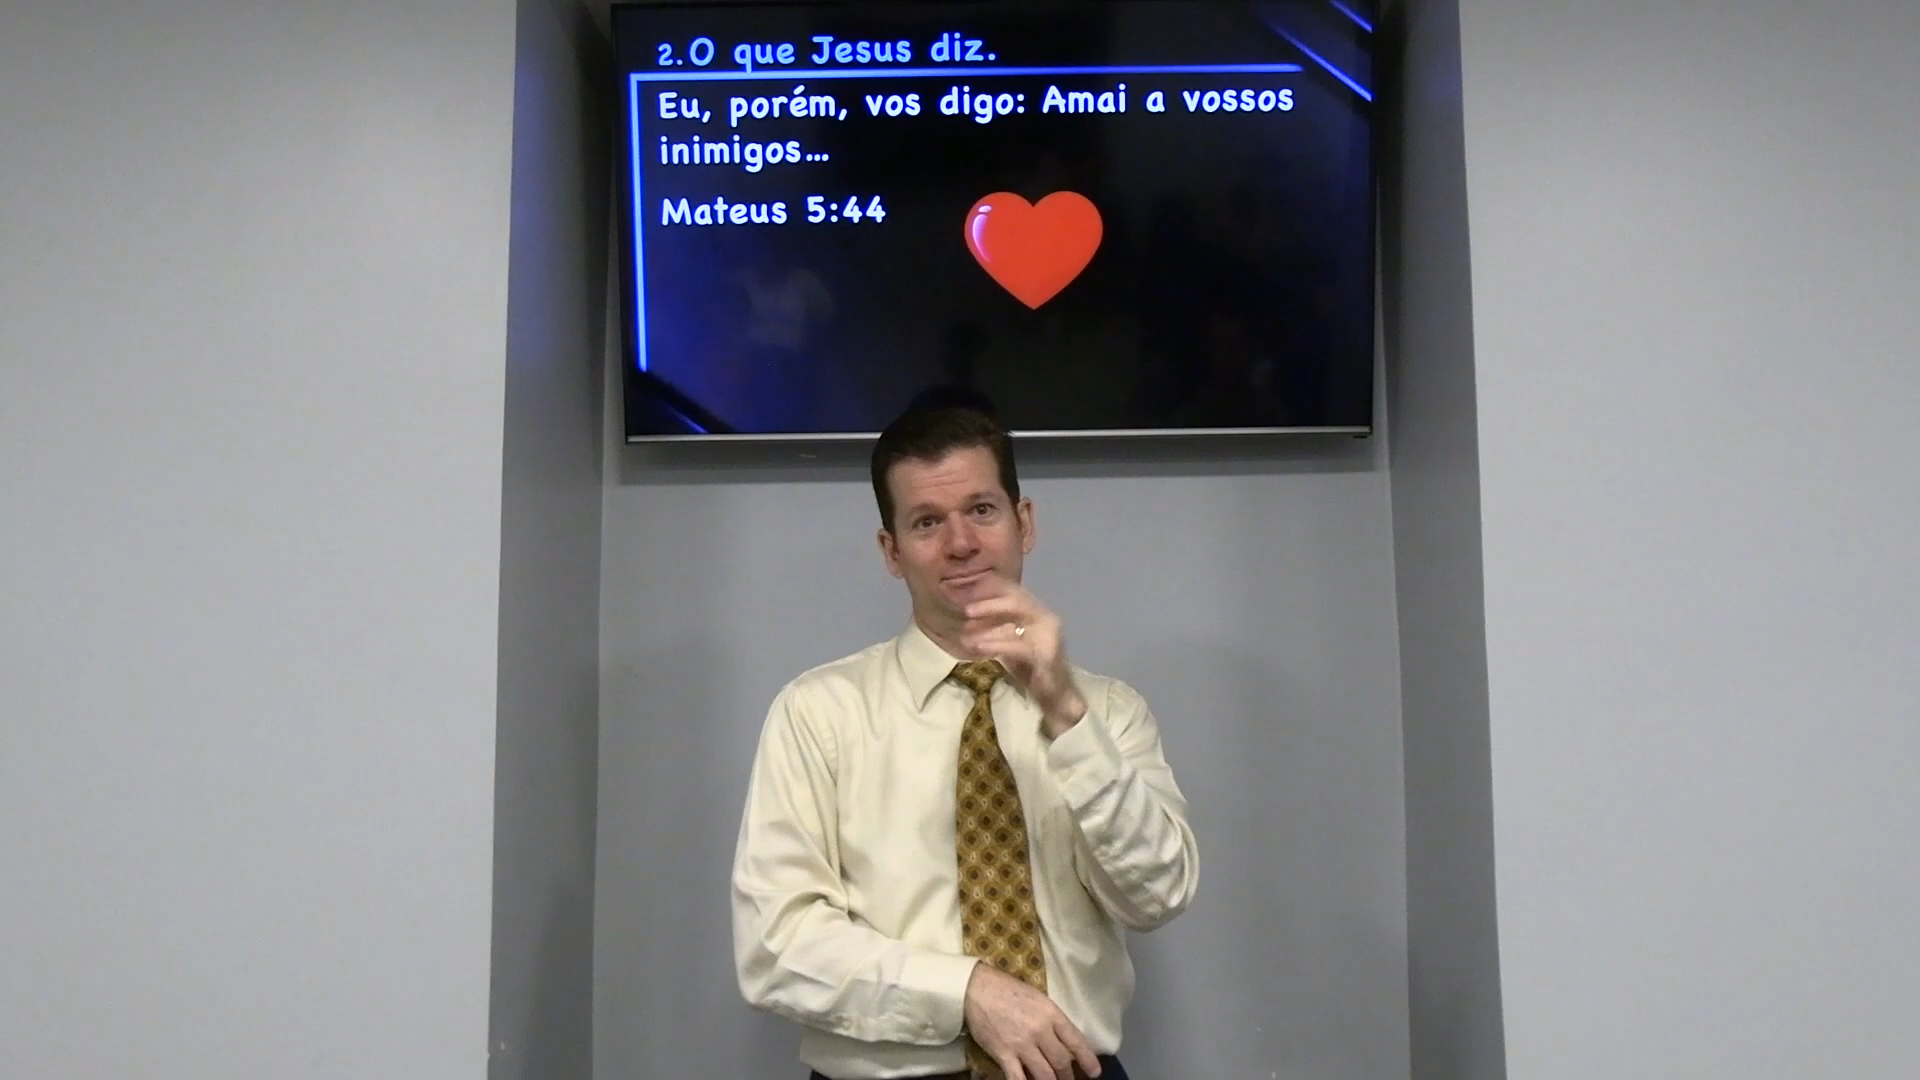 2.O que Jesus diz.
Eu, porém, vos digo: Amai a vossos
inimigos...
Mateus 5:44